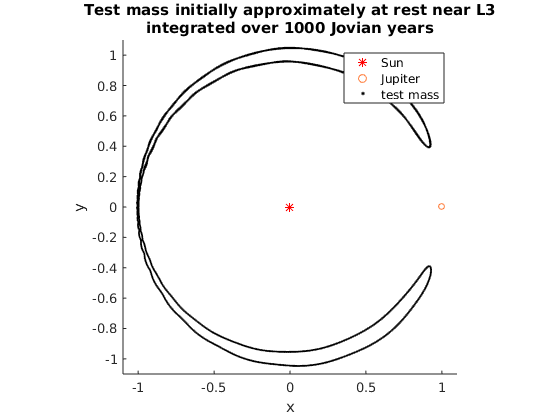 Test mass initially approximately at rest near L3
integrated over 1000 Jovian years
Sun
Jupiter
test mass
1
0.8
0.6
0.4
0.2
0
-0.2
-0.4
-0.6
-0.8
-1
y
-1 -0.5 0 0.5 1
x